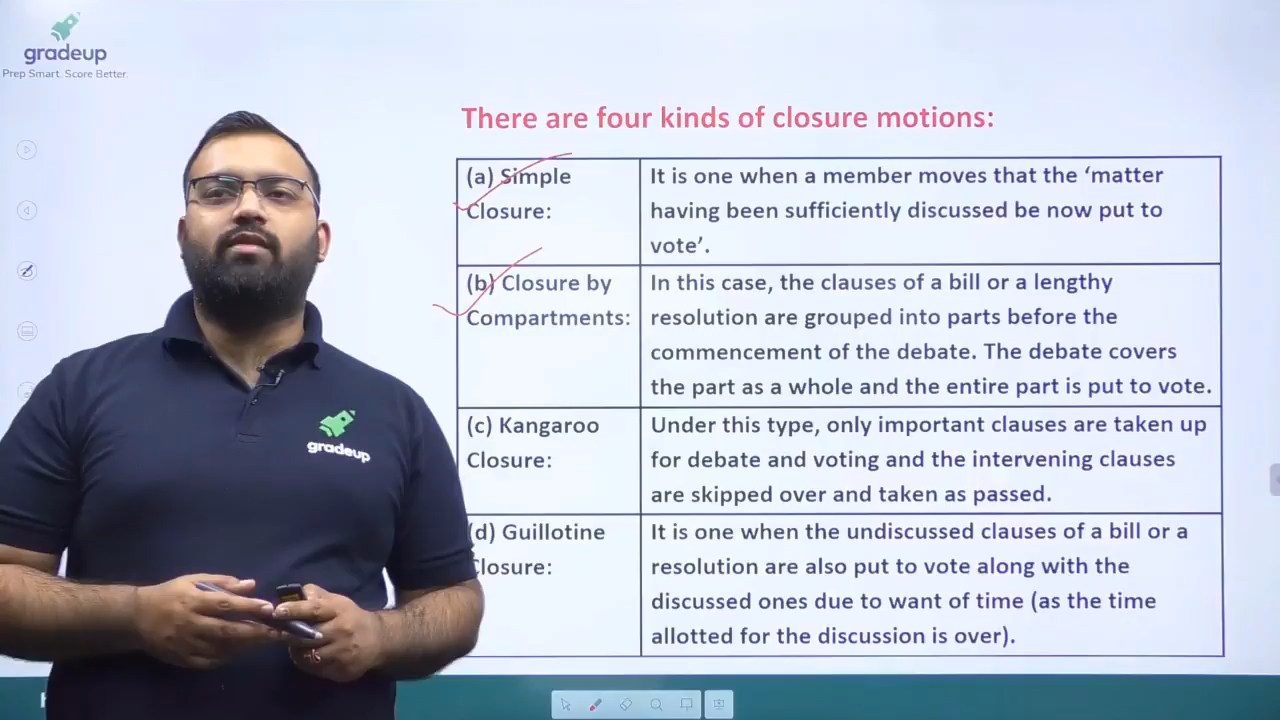 gradeup
Prep Smart. Score Better.
There are four kinds of closure motions:
(a) Simple
Closure:
It is one when a member moves that the ‘matter
having been sufficiently discussed be now put to
vote’.
(b) Closure by
Compartments:
In this case, the clauses of a bill or a lengthy
resolution are grouped into parts before the
commencement of the debate. The debate covers
the part as a whole and the entire part is put to vote.
(c) Kangaroo
Closure:
Under this type, only important clauses are taken up
for debate and voting and the intervening clauses
are skipped over and taken as passed.
(d) Guillotine
Closure:
It is one when the undiscussed clauses of a bill or a
resolution are also put to vote along with the
discussed ones due to want of time (as the time
allotted for the discussion is over).
gradeup